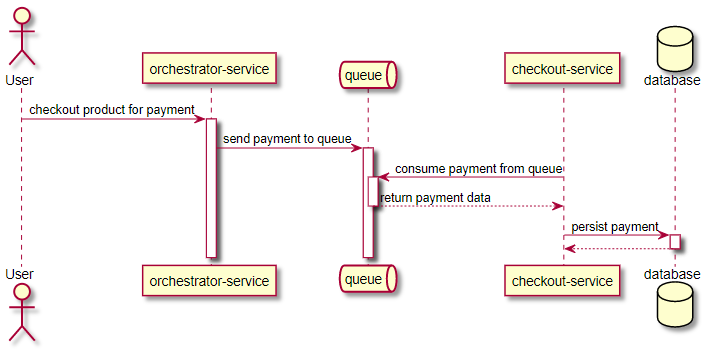 User
orchestrator-service
queue
checkout-service
database
checkout product for payment
send payment to queue
consume payment from queue
return payment data
persist payment
User
orchestrator-service
queue
checkout-service
database